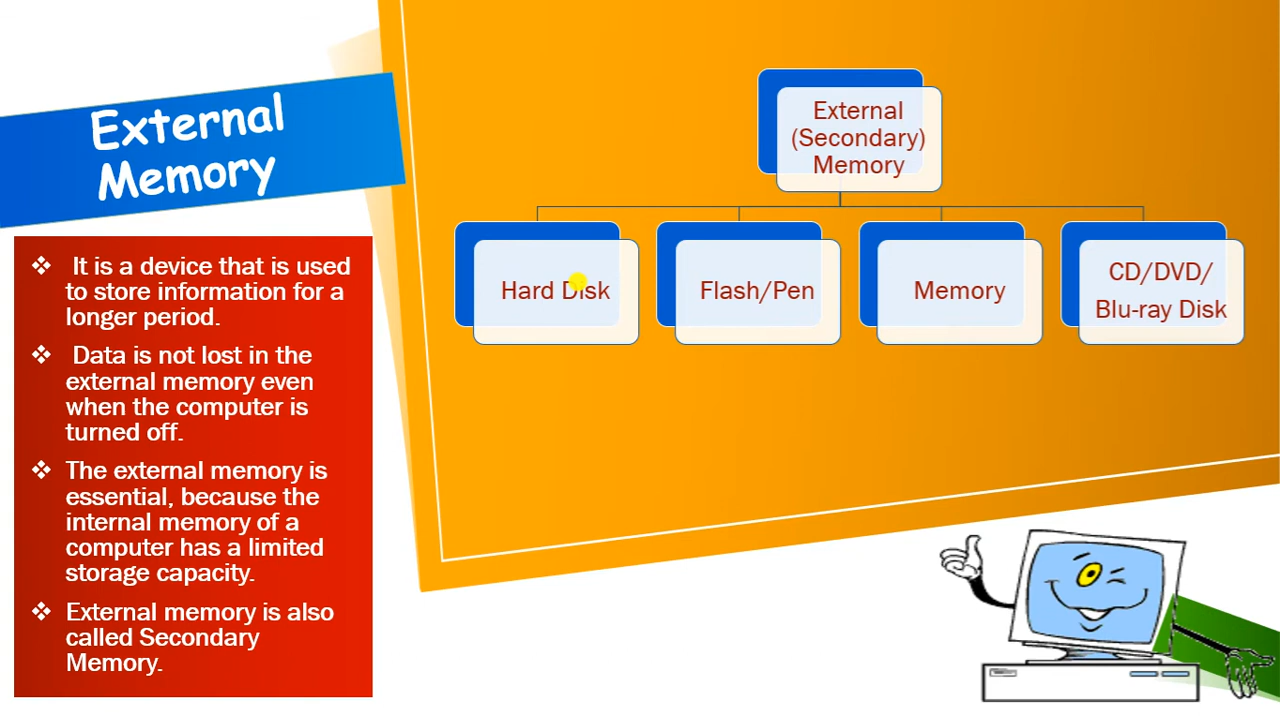 External
Memory
❖ It is a device that is used
to store information for a
longer period.
❖ Data is not lost in the
external memory even
when the computer is
turned off.
❖ The external memory is
essential, because the
internal memory of a
computer has a limited
storage capacity.
❖ External memory is also
called Secondary
Memory.
External
(Secondary)
Memory
Hard Disk
Flash/Pen
Memory
CD/DVD/
Blu-ray Disk